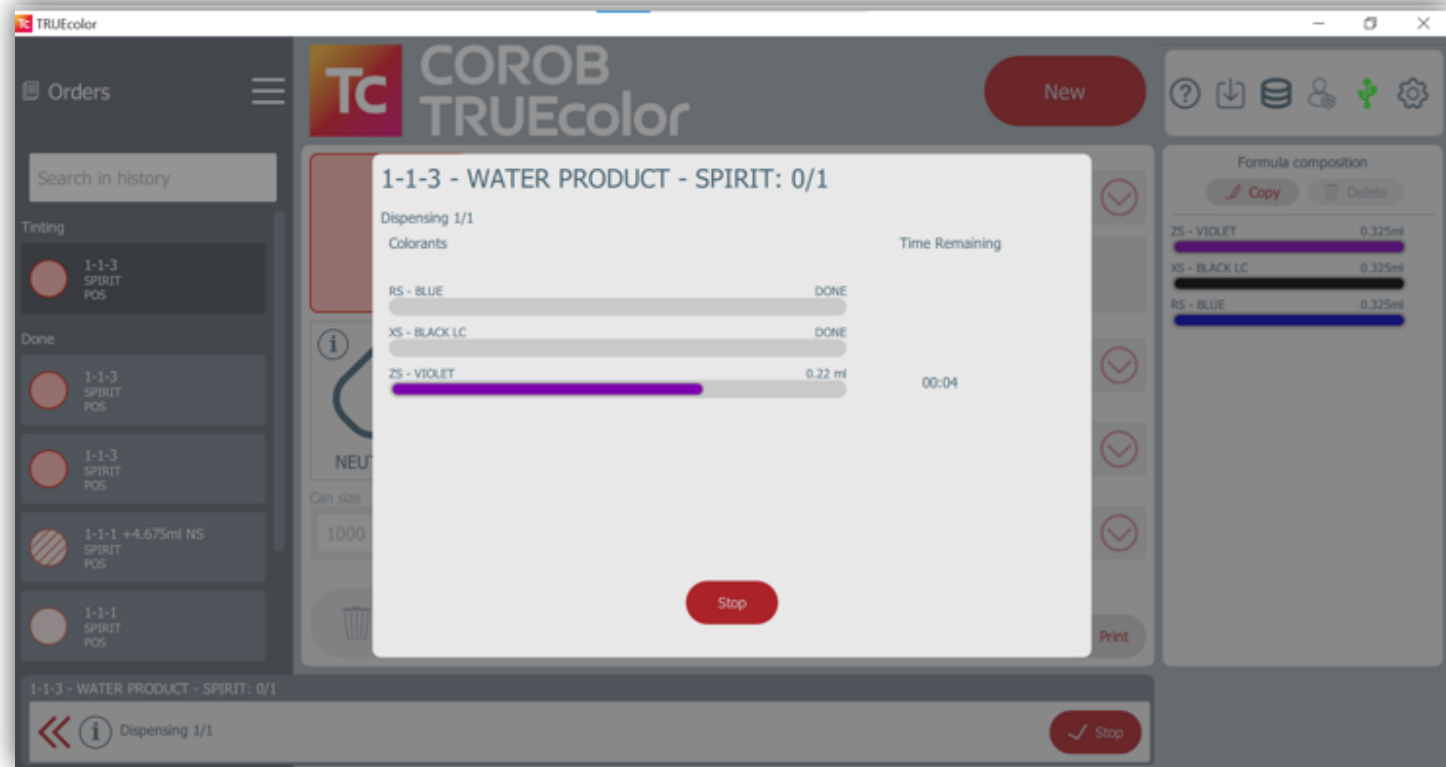 TRUEcolor
Orders
Search in history
Tinting
1-1-3
SPIRIT
POS
Done
1-1-3
SPIRIT
POS
1-1-3
SPIRIT
POS
1-1-1 +4.675ml NS
SPIRIT
POS
1-1-1
SPIRIT
POS
Tc COROB
TRUEcolor
New
1-1-3 - WATER PRODUCT - SPIRIT: 0/1
Dispensing 1/1
Colorants Time Remaining
RS - BLUE DONE
XS - BLACK LC DONE
ZS - VIOLET 0.22 ml
00:04
Stop
NEUT
Can size
1000
Print
Formula composition
Copy Delete
ZS - VIOLET 0.325ml
XS - BLACK LC 0.325ml
RS - BLUE 0.325ml
1-1-3 - WATER PRODUCT - SPIRIT: 0/1
Dispensing 1/1
Stop